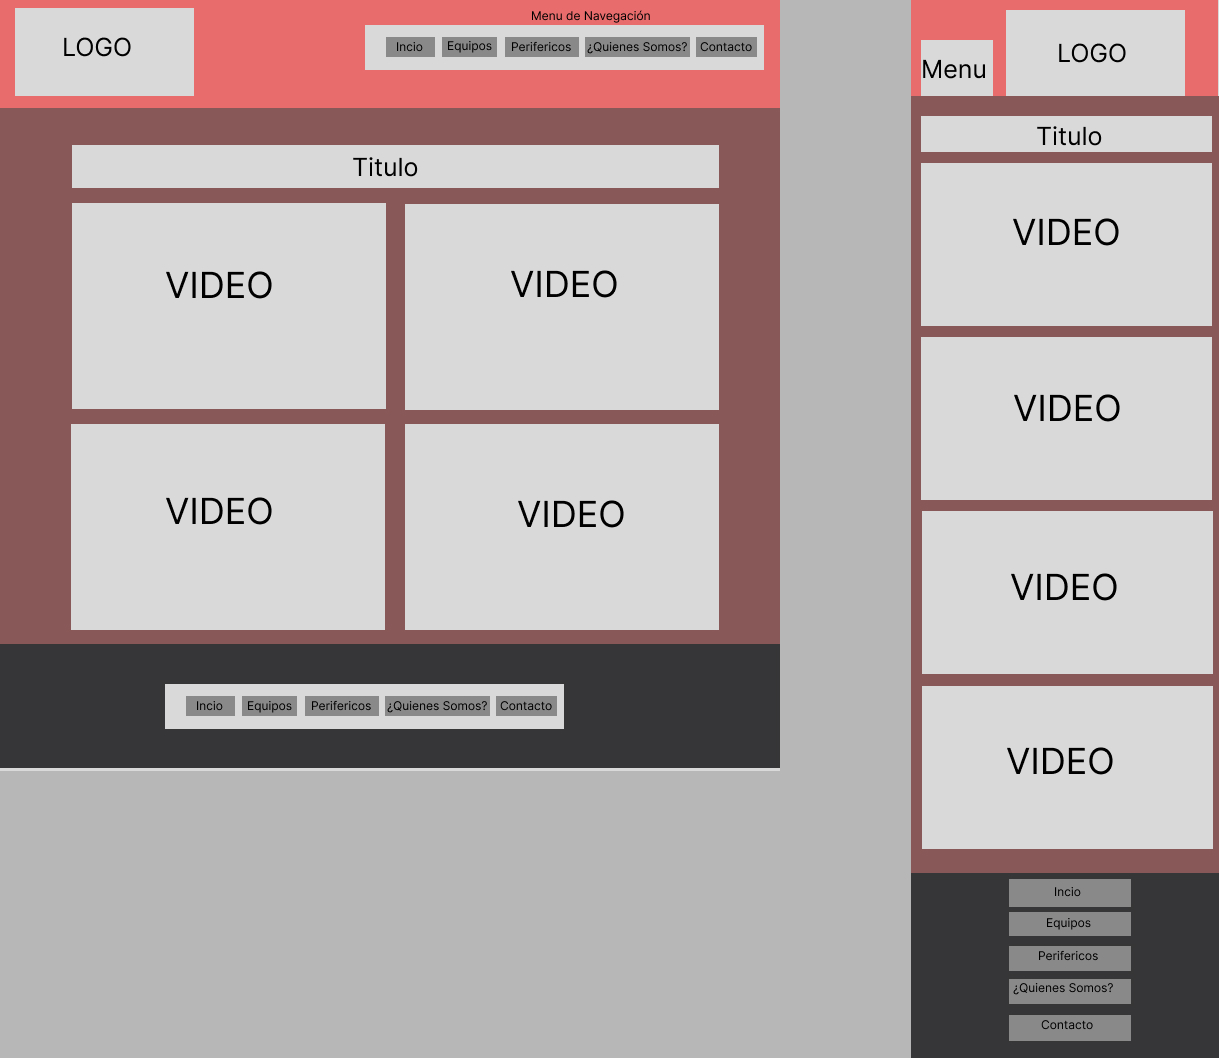 LOGO
Menu de Navegación
Incio Equipos Perifericos ¿Quienes Somos? Contacto
Titulo
VIDEO VIDEO
VIDEO VIDEO
Incio Equipos Perifericos ¿Quienes Somos? Contacto
Menu LOGO
Titulo
VIDEO
VIDEO
VIDEO
VIDEO
Incio
Equipos
Perifericos
¿Quienes Somos?
Contacto